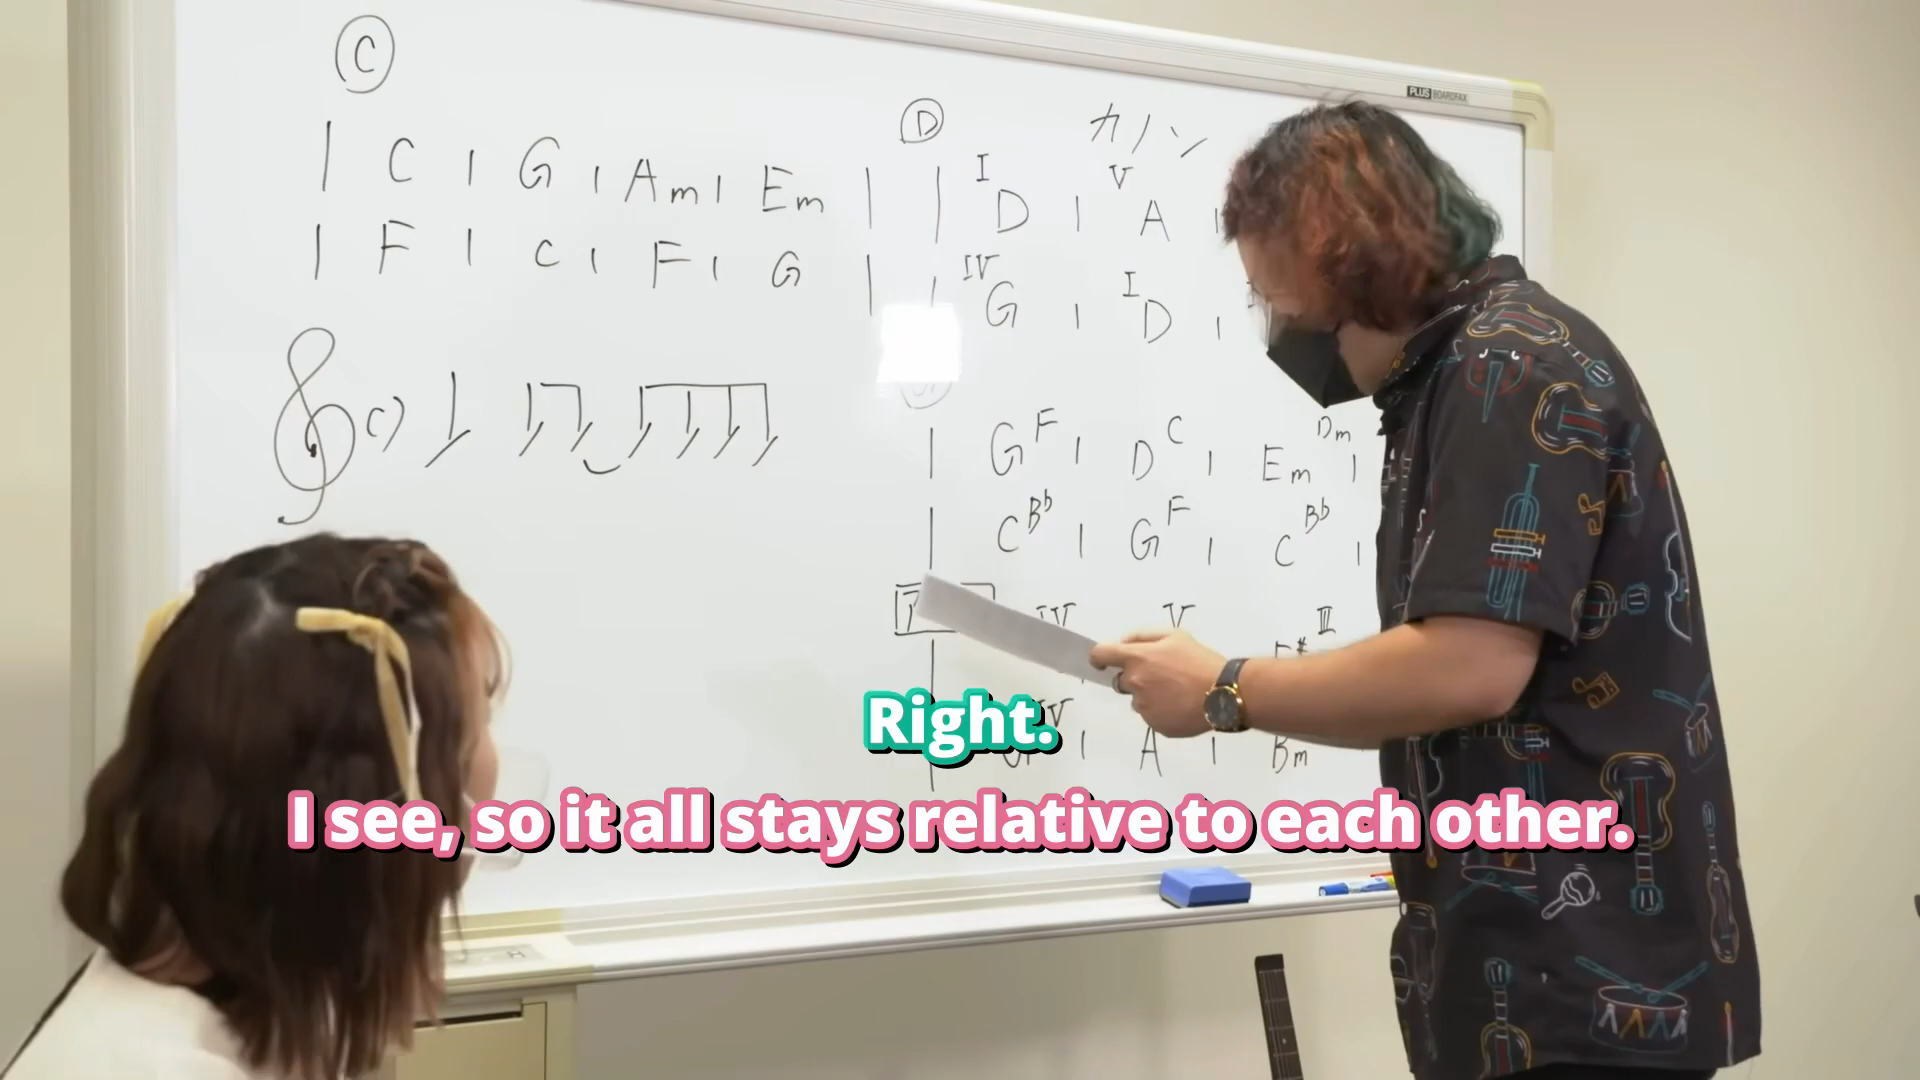 PLUS BOARDFAX
Ⓒ
| C | G | Am | Em |
| F | C | F | G |
Ⓓ カノン
I V
| D | A |
IV I
| G | D |
| G F | D C | Em Dm |
| C B♭ | G F | C B♭ |
IV V III
V
| A | Bm
Right.
I see, so it all stays relative to each other.